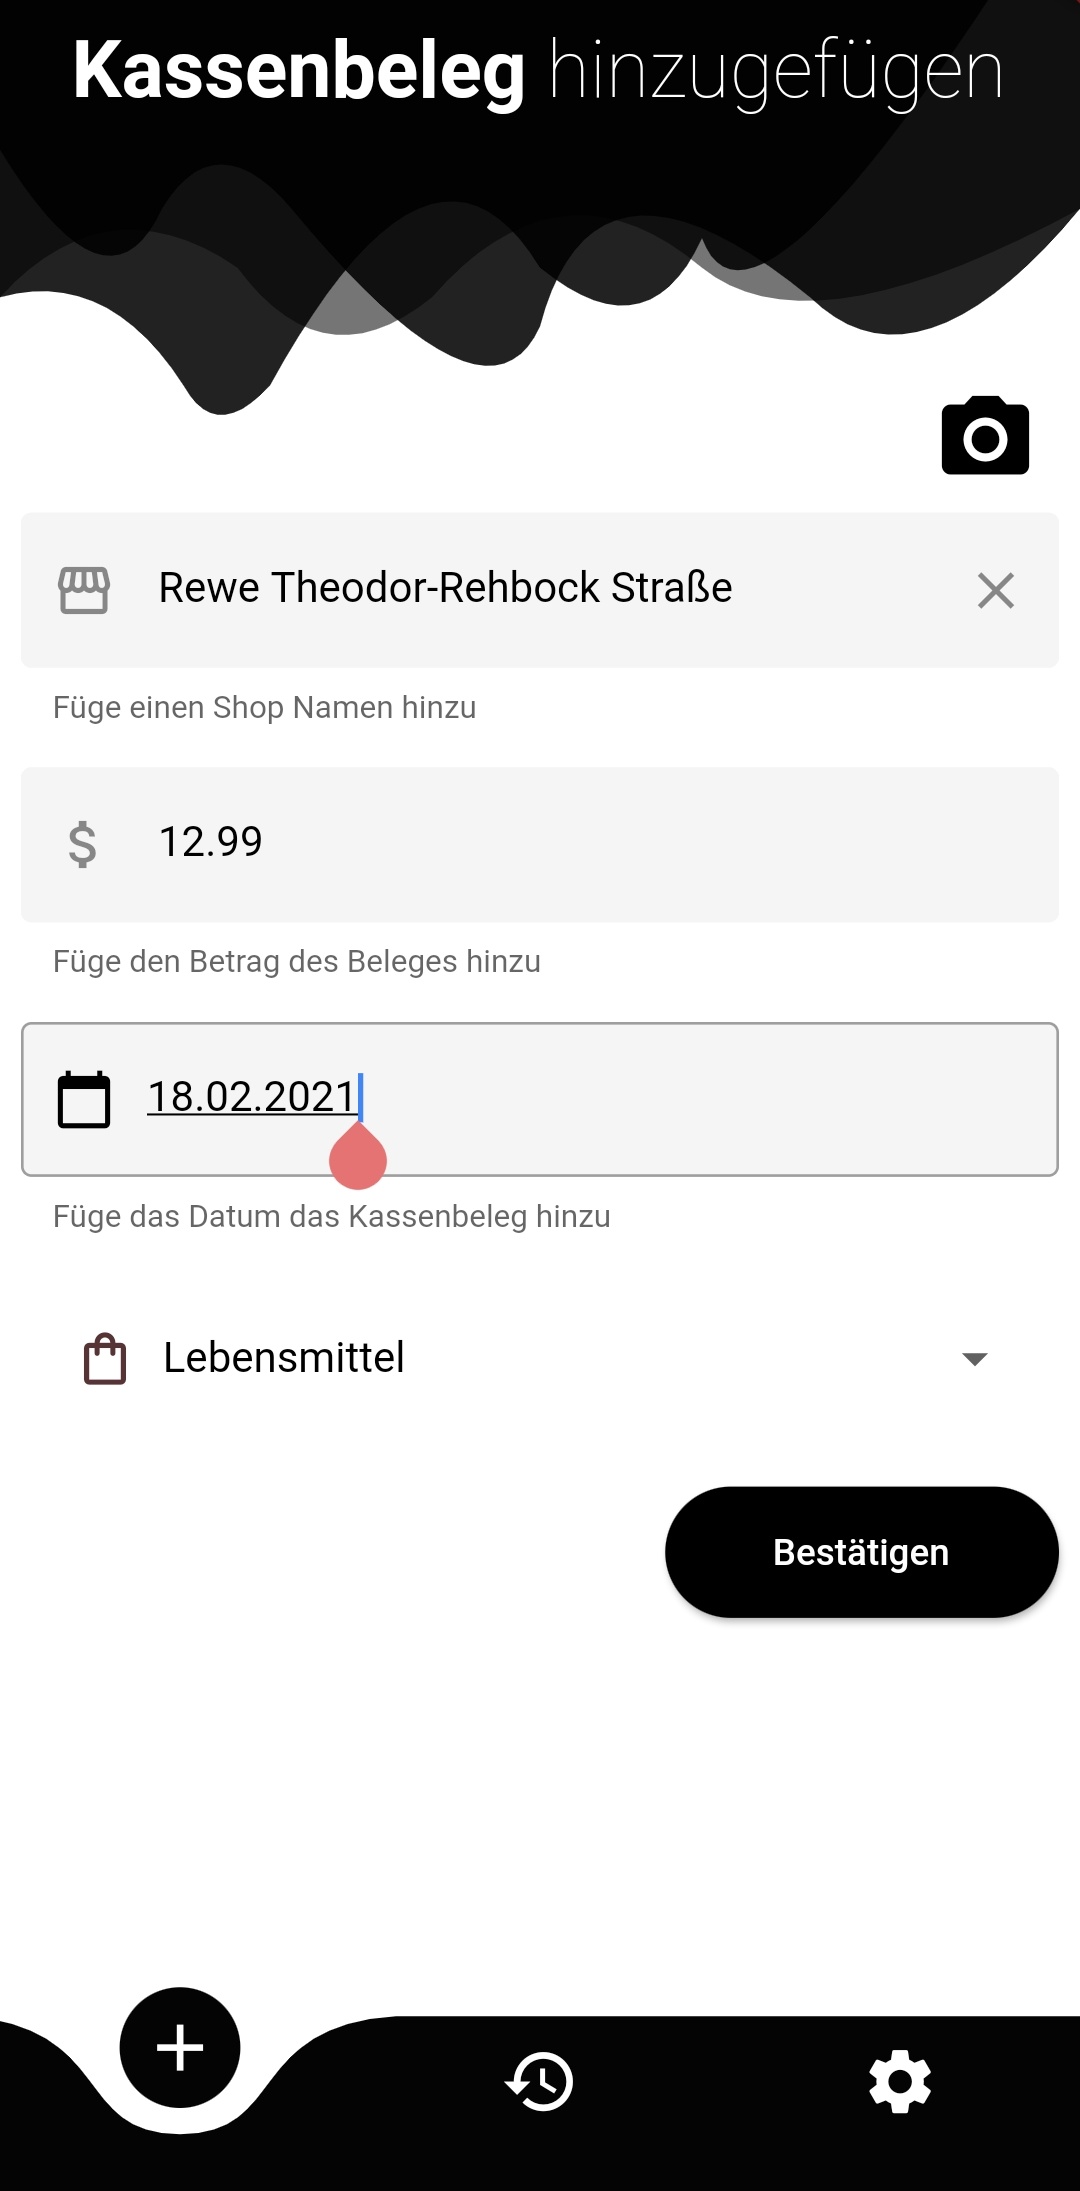 Kassenbeleg hinzugefügen
Rewe Theodor-Rehbock Straße
Füge einen Shop Namen hinzu
$ 12.99
Füge den Betrag des Beleges hinzu
18.02.2021
Füge das Datum das Kassenbeleg hinzu
Lebensmittel
Bestätigen